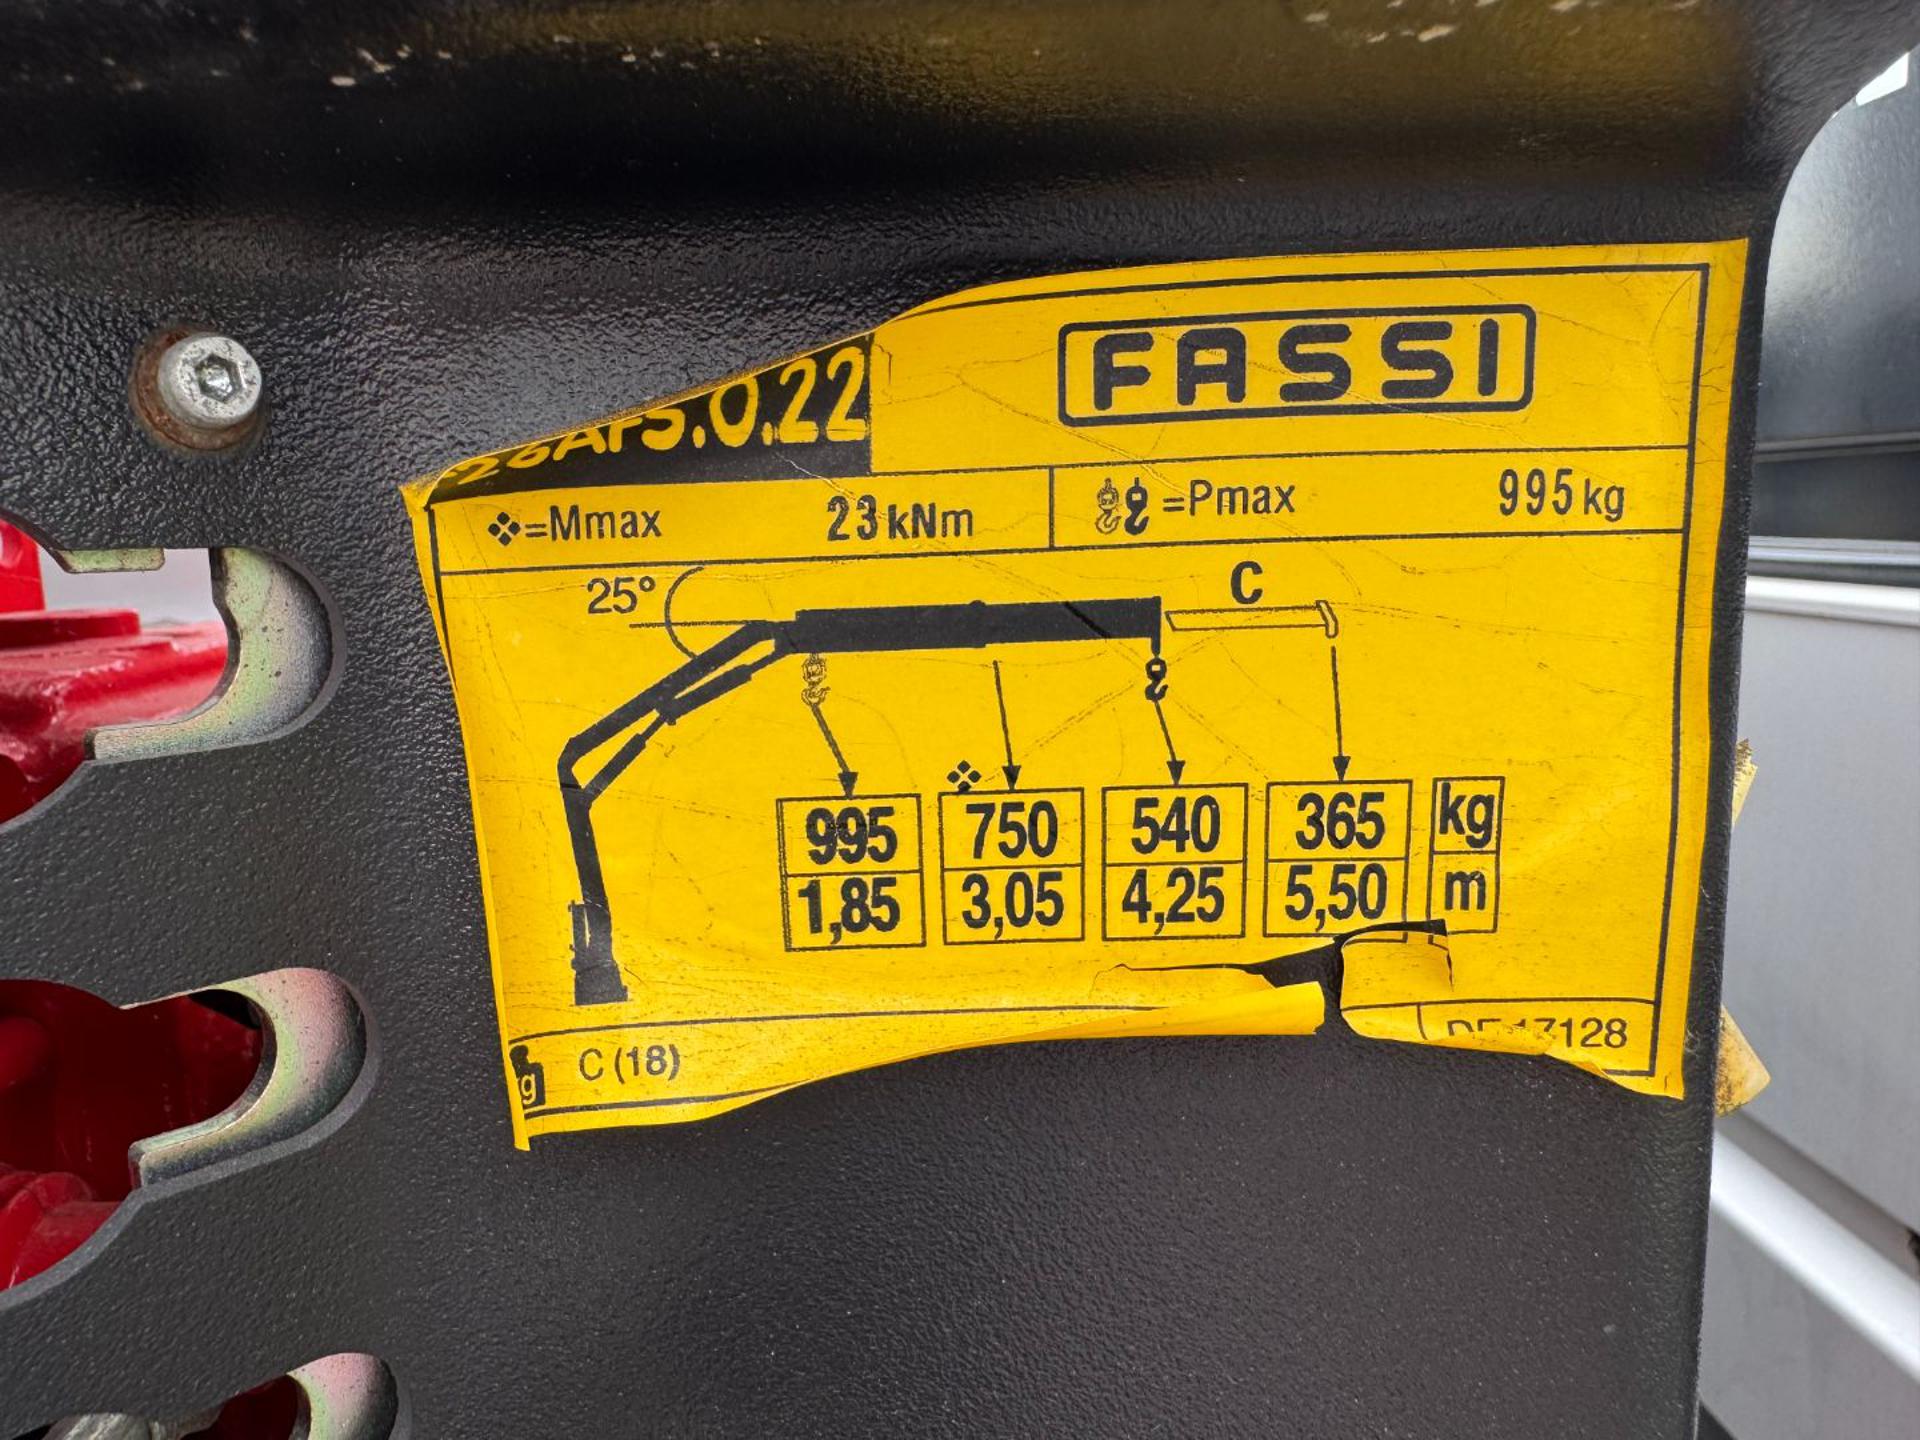 26AFS.0.22
FASSI
=Mmax 23 kNm
=Pmax 995 kg
25°
C
995 750 540 365 kg
1,85 3,05 4,25 5,50 m
C (18)
17128